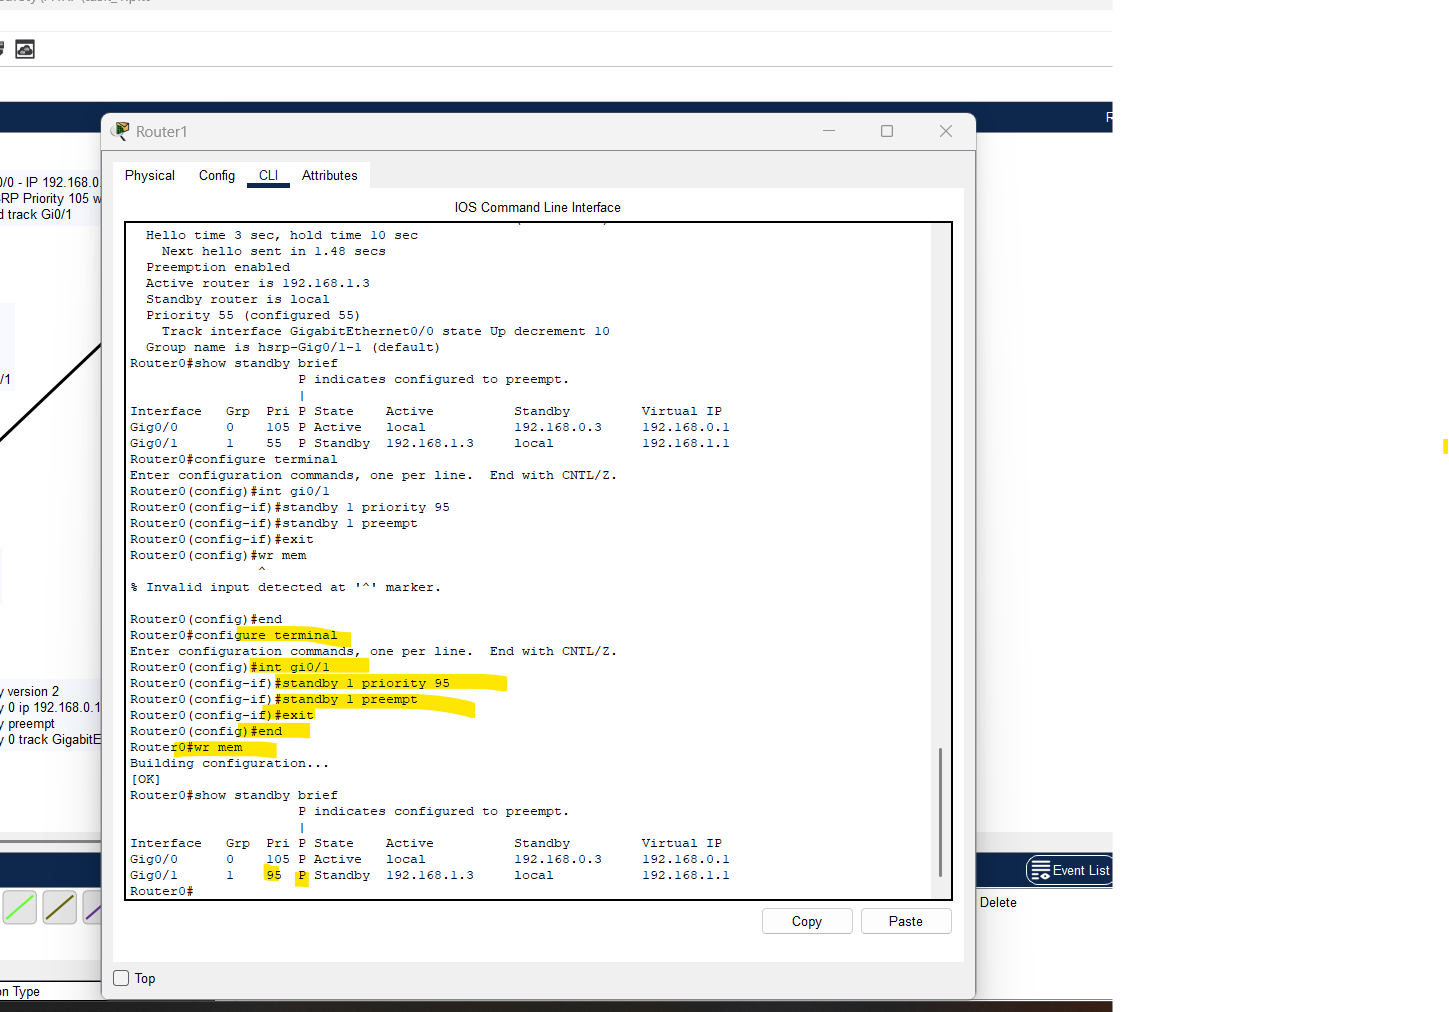 Router1
Physical Config CLI Attributes
0/0 - IP 192.168.0.
RP Priority 105 w
d track Gi0/1
/1
y version 2
y 0 ip 192.168.0.1
y preempt
y 0 track GigabitE
IOS Command Line Interface
Hello time 3 sec, hold time 10 sec
Next hello sent in 1.48 secs
Preemption enabled
Active router is 192.168.1.3
Standby router is local
Priority 55 (configured 55)
Track interface GigabitEthernet0/0 state Up decrement 10
Group name is hsrp-Gig0/1-1 (default)
Router0#show standby brief
P indicates configured to preempt.
|
Interface Grp Pri P State Active Standby Virtual IP
Gig0/0 0 105 P Active local 192.168.0.3 192.168.0.1
Gig0/1 1 55 P Standby 192.168.1.3 local 192.168.1.1
Router0#configure terminal
Enter configuration commands, one per line. End with CNTL/Z.
Router0(config)#int gi0/1
Router0(config-if)#standby 1 priority 95
Router0(config-if)#standby 1 preempt
Router0(config-if)#exit
Router0(config)#wr mem
^
% Invalid input detected at '^' marker.
Router0(config)#end
Router0#configure terminal
Enter configuration commands, one per line. End with CNTL/Z.
Router0(config)#int gi0/1
Router0(config-if)#standby 1 priority 95
Router0(config-if)#standby 1 preempt
Router0(config-if)#exit
Router0(config)#end
Router0#wr mem
Building configuration...
[OK]
Router0#show standby brief
P indicates configured to preempt.
|
Interface Grp Pri P State Active Standby Virtual IP
Gig0/0 0 105 P Active local 192.168.0.3 192.168.0.1
Gig0/1 1 95 P Standby 192.168.1.3 local 192.168.1.1
Router0#
Copy Paste
Top
Event List
Delete
on Type